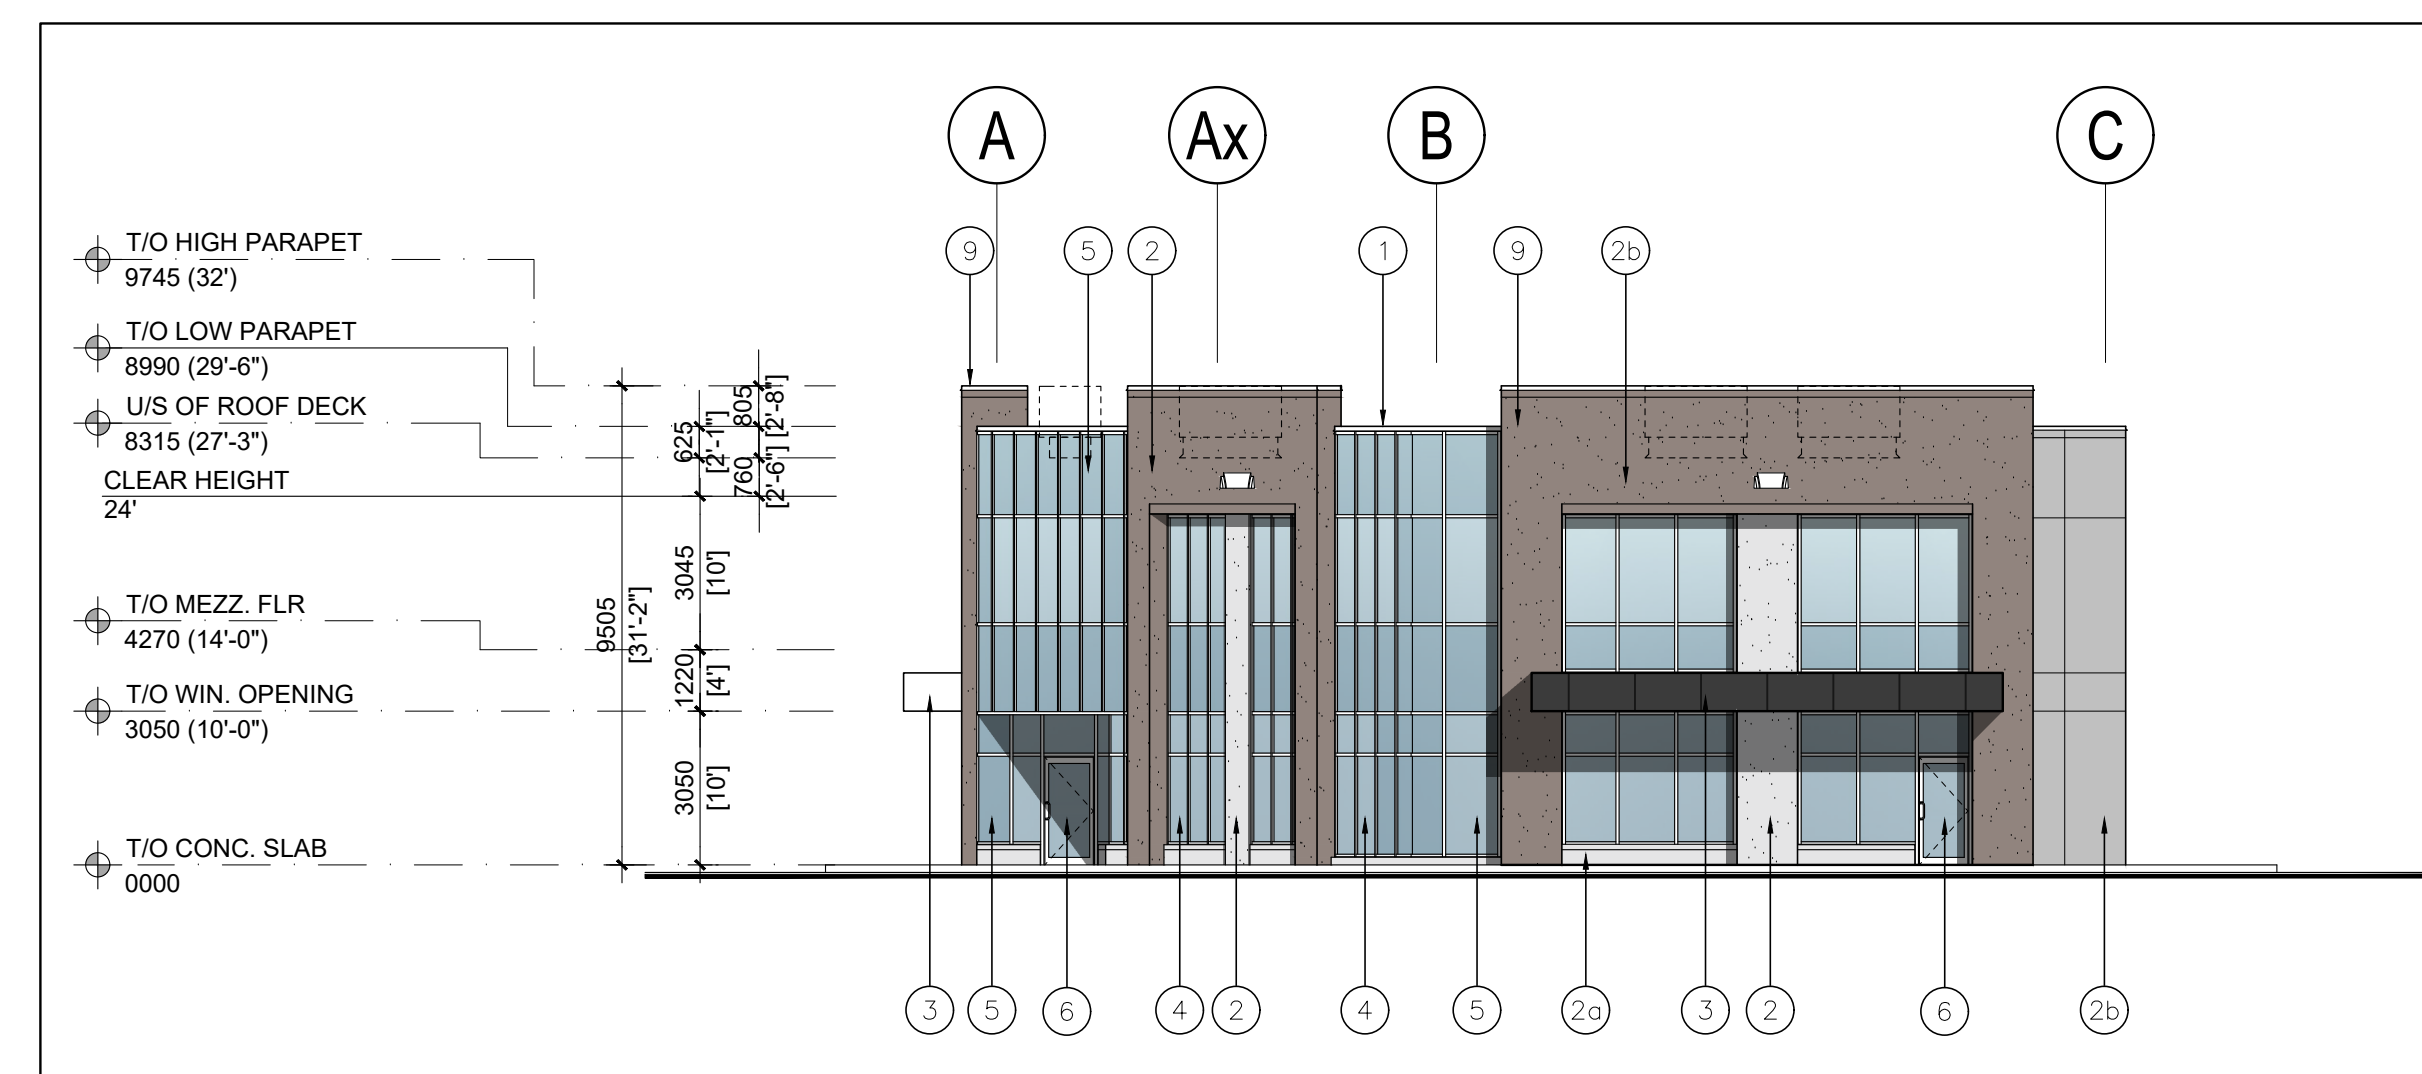 A Ax B C
9 5 2 1 9 2b
T/O HIGH PARAPET
9745 (32')
T/O LOW PARAPET
8990 (29'-6")
U/S OF ROOF DECK
8315 (27'-3")
CLEAR HEIGHT
24'
T/O MEZZ. FLR
4270 (14'-0")
T/O WIN. OPENING
3050 (10'-0")
T/O CONC. SLAB
0000
9505
[31'-2"]
625
[2'-1"]
805
[2'-8"]
760
[2'-6"]
3045
[10']
1220
[4']
3050
[10']
3 5 6 4 2 4 5 2a 3 2 6 2b